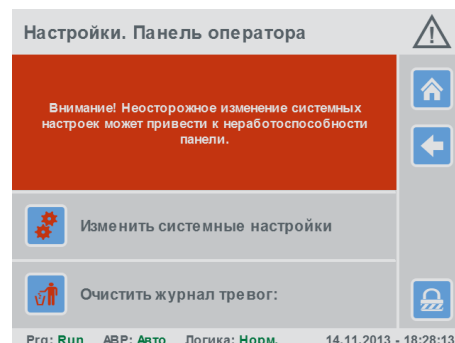 Настройки. Панель оператора
Внимание! Неосторожное изменение системных
настроек может привести к неработоспособности
панели.
Изменить системные настройки
Очистить журнал тревог:
Prg: Run АВР: Авто Логика: Норм. 14.11.2013 - 18:28:13